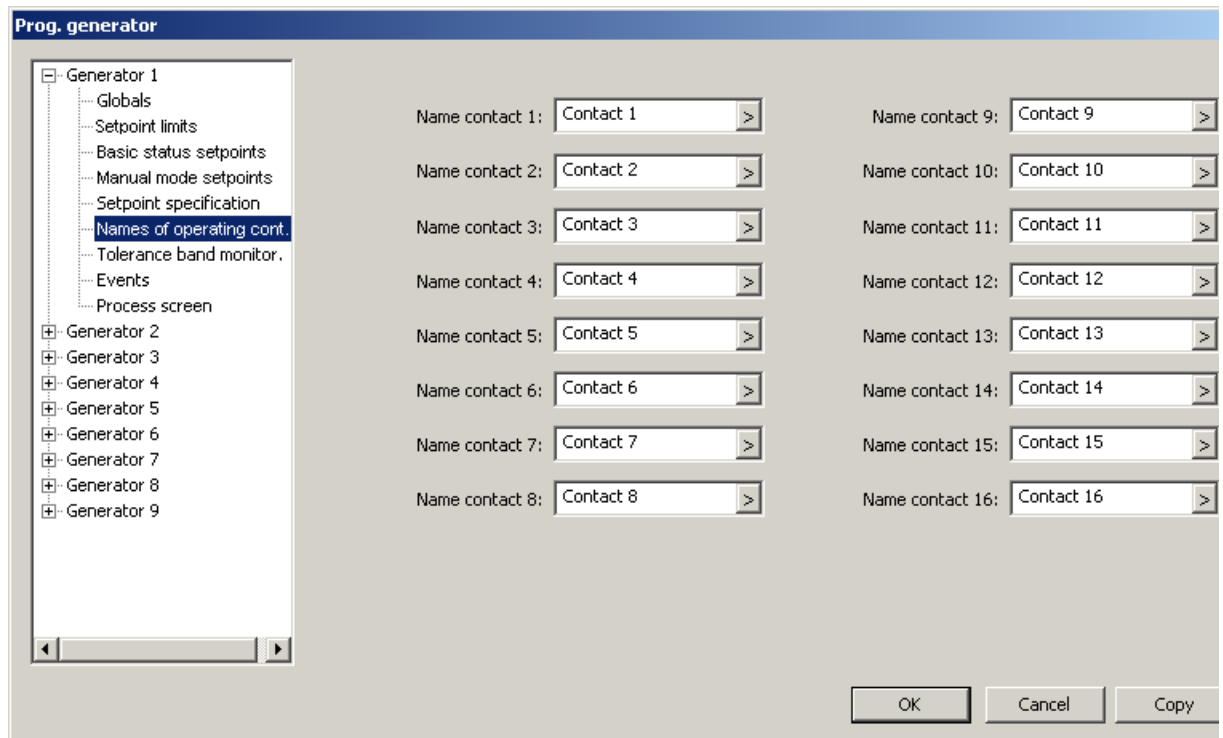 Prog. generator
Generator 1
Globals
Setpoint limits
Basic status setpoints
Manual mode setpoints
Setpoint specification
Names of operating cont.
Tolerance band monitor.
Events
Process screen
Generator 2
Generator 3
Generator 4
Generator 5
Generator 6
Generator 7
Generator 8
Generator 9
Name contact 1: Contact 1 >
Name contact 2: Contact 2 >
Name contact 3: Contact 3 >
Name contact 4: Contact 4 >
Name contact 5: Contact 5 >
Name contact 6: Contact 6 >
Name contact 7: Contact 7 >
Name contact 8: Contact 8 >
Name contact 9: Contact 9 >
Name contact 10: Contact 10 >
Name contact 11: Contact 11 >
Name contact 12: Contact 12 >
Name contact 13: Contact 13 >
Name contact 14: Contact 14 >
Name contact 15: Contact 15 >
Name contact 16: Contact 16 >
OK Cancel Copy